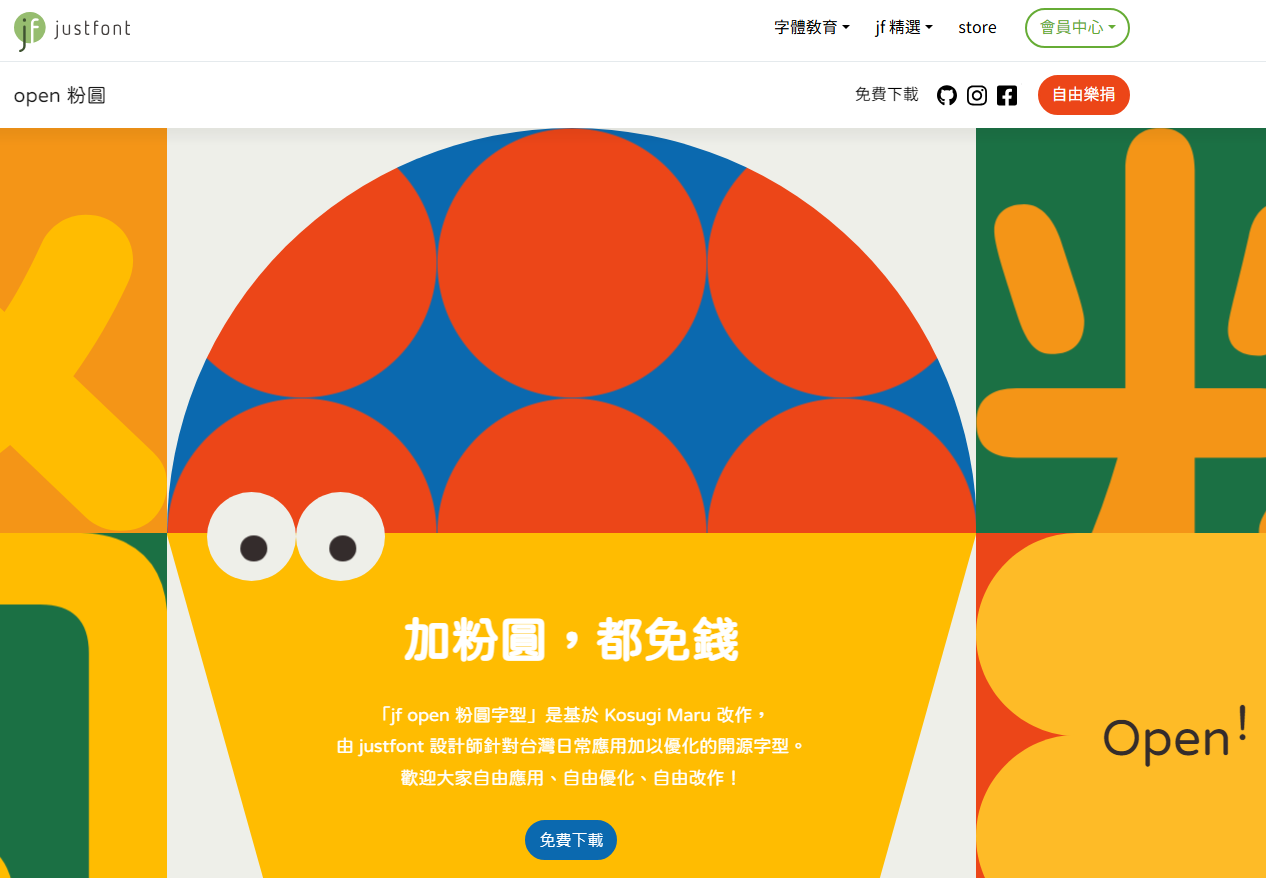 jf justfont
字體敎育
jf 精選
store
會員中心
open 粉圓
免費下載
自由樂捐
加粉圓，都免錢
「jf open 粉圓字型」是基於 Kosugi Maru 改作，
由 justfont 設計師針對台灣日常應用加以優化的開源字型。
歡迎大家自由應用、自由優化、自由改作！
免費下載
Open!